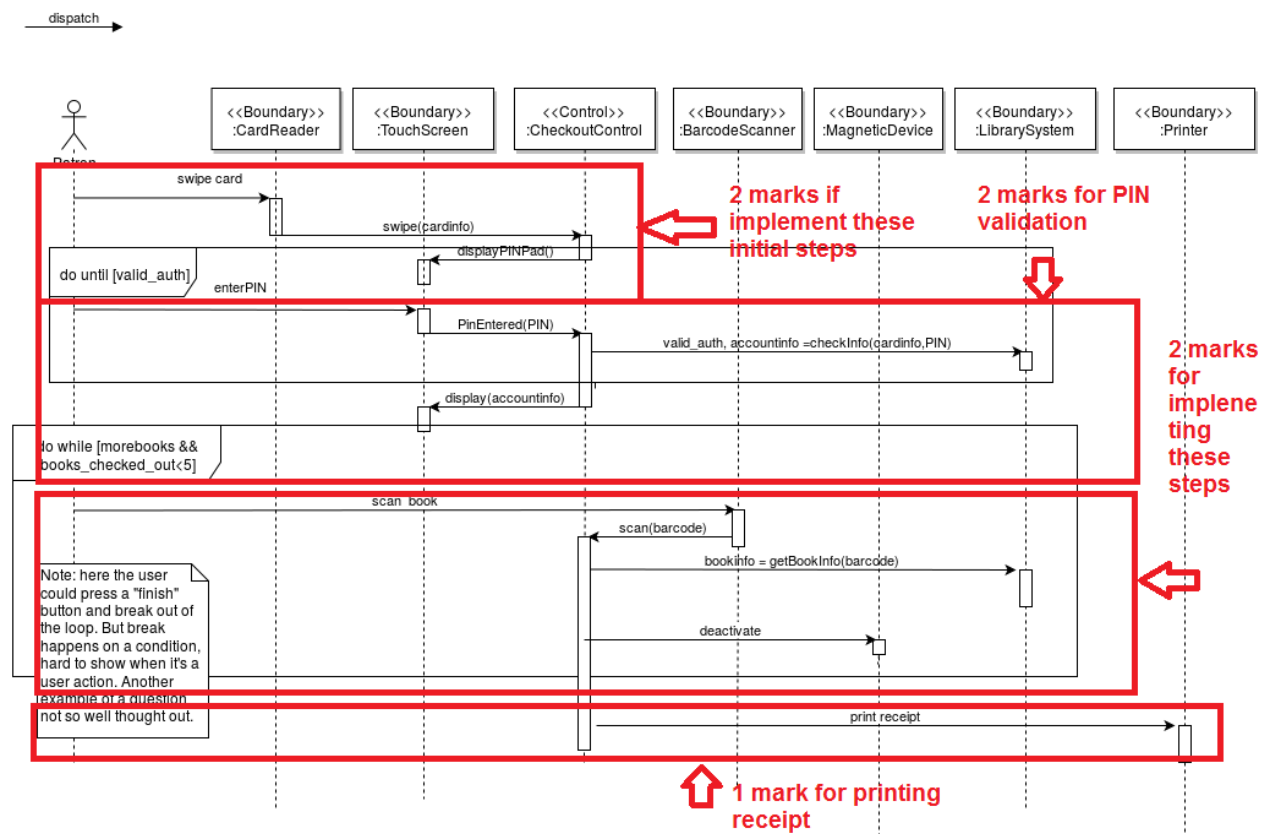 dispatch
<<Boundary>>
:CardReader
<<Boundary>>
:TouchScreen
<<Control>>
:CheckoutControl
<<Boundary>>
:BarcodeScanner
<<Boundary>>
:MagneticDevice
<<Boundary>>
:LibrarySystem
<<Boundary>>
:Printer
Patron
swipe card
2 marks if
implement these
initial steps
2 marks for PIN
validation
swipe(cardinfo)
displayPINPad()
do until [valid_auth]
enterPIN
PinEntered(PIN)
valid_auth, accountinfo =checkInfo(cardinfo,PIN)
2 marks
for
implene
ting
these
steps
display(accountinfo)
do while [morebooks &&
books_checked_out<5]
scan book
scan(barcode)
bookinfo = getBookInfo(barcode)
Note: here the user
could press a "finish"
button and break out of
the loop. But break
happens on a condition,
hard to show when it's a
user action. Another
example of a question
not so well thought out.
deactivate
print receipt
1 mark for printing
receipt